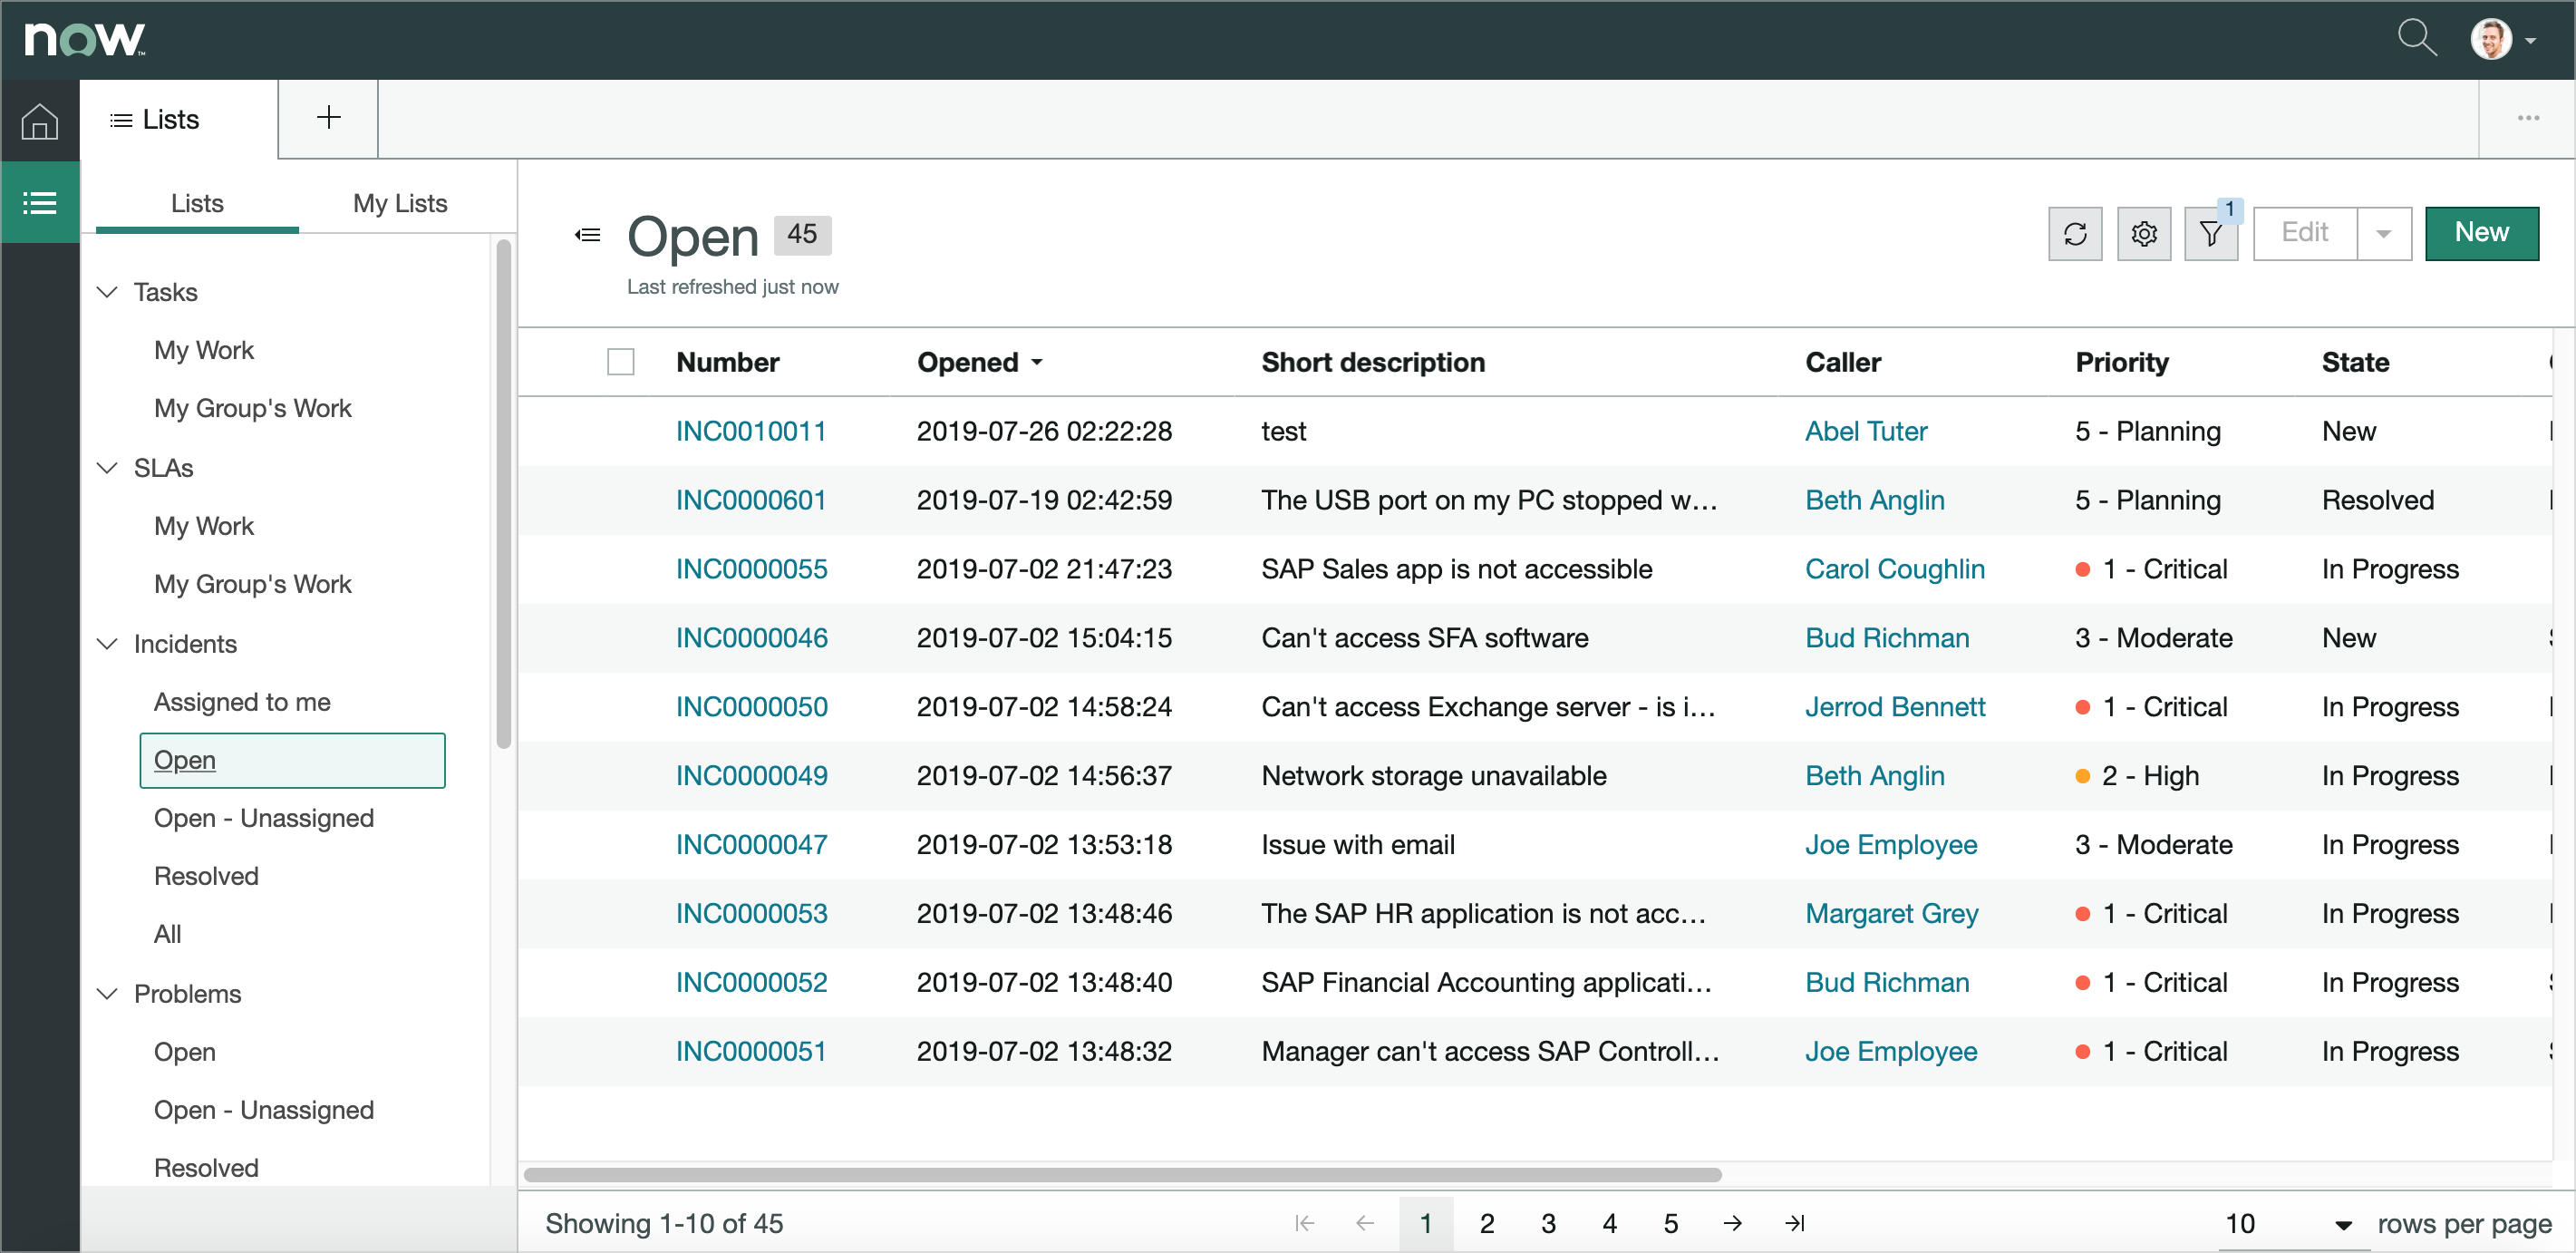 now™
Lists
Lists My Lists
Tasks
My Work
My Group's Work
SLAs
My Work
My Group's Work
Incidents
Assigned to me
Open
Open - Unassigned
Resolved
All
Problems
Open
Open - Unassigned
Resolved
Open 45
Last refreshed just now
1
Edit
New
Number Opened Short description Caller Priority State
INC0010011 2019-07-26 02:22:28 test Abel Tuter 5 - Planning New
INC0000601 2019-07-19 02:42:59 The USB port on my PC stopped w... Beth Anglin 5 - Planning Resolved
INC0000055 2019-07-02 21:47:23 SAP Sales app is not accessible Carol Coughlin 1 - Critical In Progress
INC0000046 2019-07-02 15:04:15 Can't access SFA software Bud Richman 3 - Moderate New
INC0000050 2019-07-02 14:58:24 Can't access Exchange server - is i... Jerrod Bennett 1 - Critical In Progress
INC0000049 2019-07-02 14:56:37 Network storage unavailable Beth Anglin 2 - High In Progress
INC0000047 2019-07-02 13:53:18 Issue with email Joe Employee 3 - Moderate In Progress
INC0000053 2019-07-02 13:48:46 The SAP HR application is not acc... Margaret Grey 1 - Critical In Progress
INC0000052 2019-07-02 13:48:40 SAP Financial Accounting applicati... Bud Richman 1 - Critical In Progress
INC0000051 2019-07-02 13:48:32 Manager can't access SAP Controll... Joe Employee 1 - Critical In Progress
Showing 1-10 of 45 1 2 3 4 5 10 rows per page